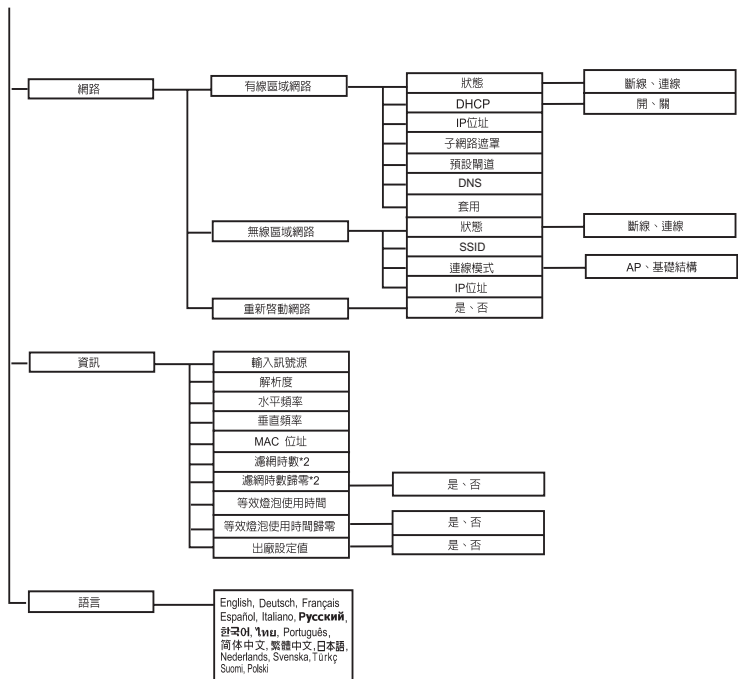 網路
有線區域網路
狀態
斷線、連線
DHCP
開、關
IP位址
子網路遮罩
預設閘道
DNS
套用
無線區域網路
狀態
斷線、連線
SSID
連線模式
AP、基礎結構
IP位址
重新啓動網路
是、否
資訊
輸入訊號源
解析度
水平頻率
垂直頻率
MAC 位址
濾網時數*2
濾網時數歸零*2
是、否
等效燈泡使用時間
等效燈泡使用時間歸零
是、否
出廠設定值
是、否
語言
English, Deutsch, Français
Español, Italiano, Русский,
한국어, ไทย, Português,
简体中文, 繁體中文, 日本語,
Nederlands, Svenska, Türkç
Suomi, Polski